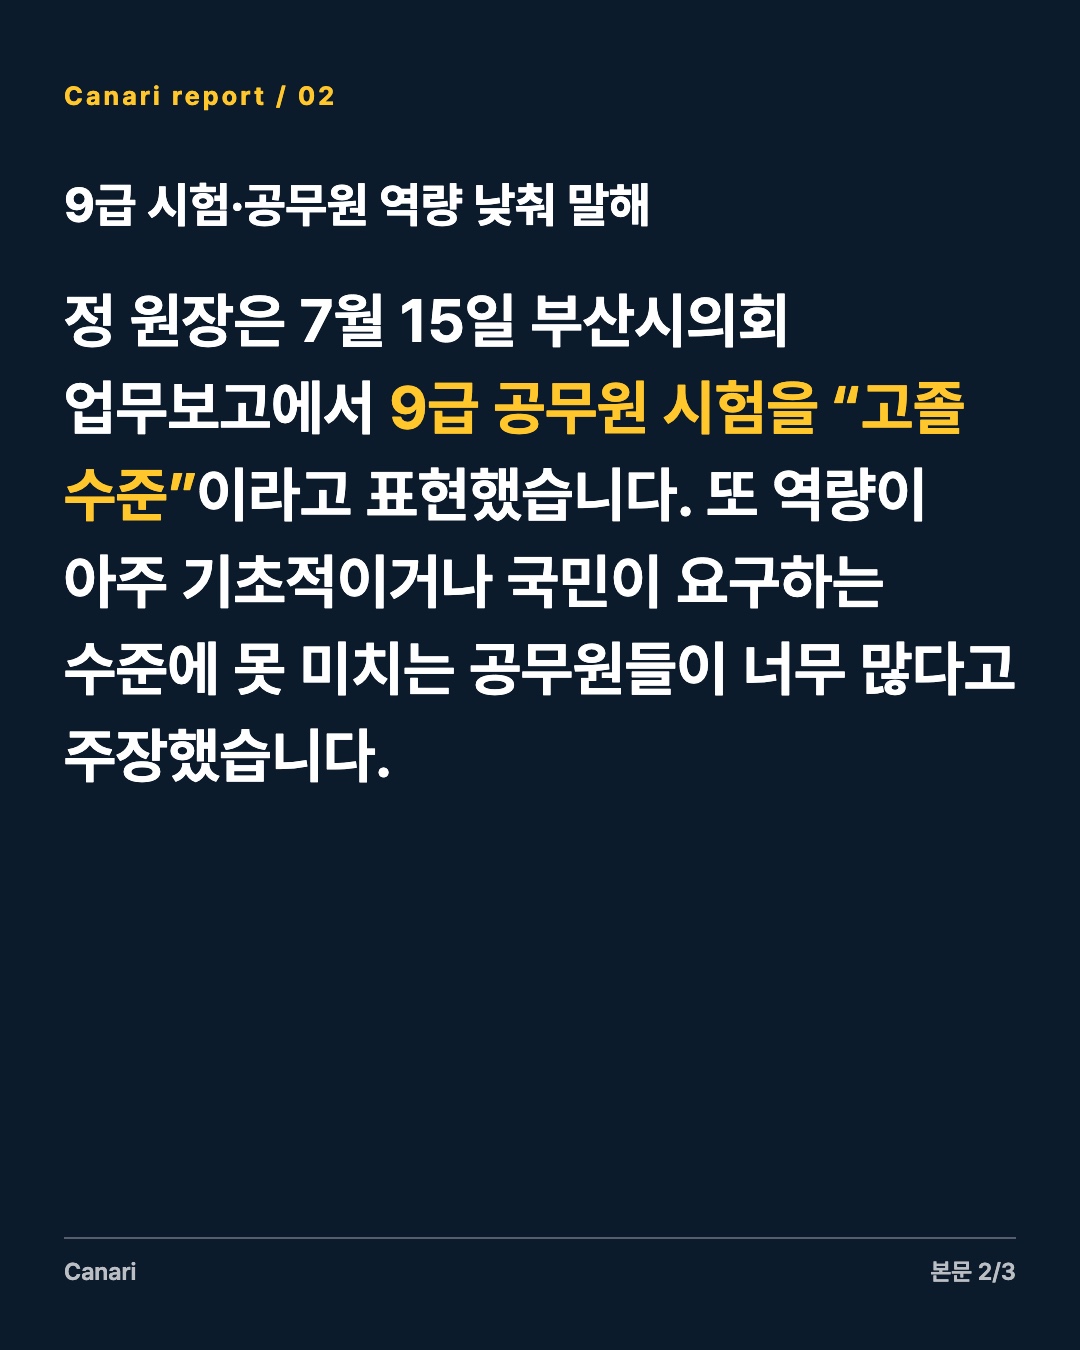 Canari report / 02
9급 시험·공무원 역량 낮춰 말해
정 원장은 7월 15일 부산시의회
업무보고에서 9급 공무원 시험을 “고졸
수준”이라고 표현했습니다. 또 역량이
아주 기초적이거나 국민이 요구하는
수준에 못 미치는 공무원들이 너무 많다고
주장했습니다.
Canari
본문 2/3